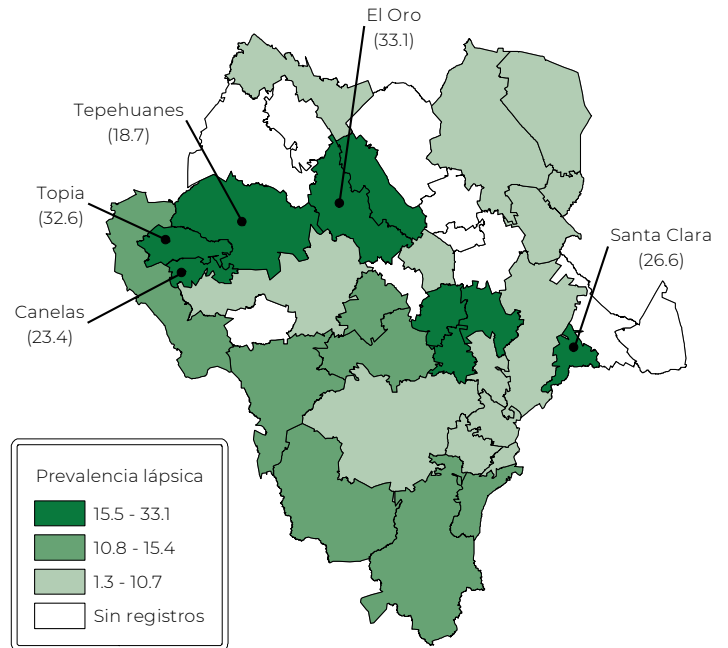 El Oro
(33.1)
Tepehuanes
(18.7)
Topia
(32.6)
Santa Clara
(26.6)
Canelas
(23.4)
Prevalencia lápsica
15.5 - 33.1
10.8 - 15.4
1.3 - 10.7
Sin registros